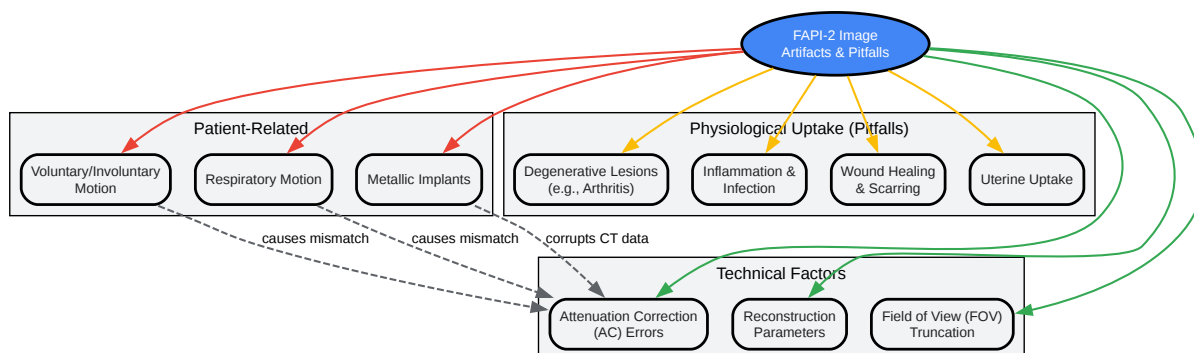 FAPI-2 Image
Artifacts & Pitfalls
Patient-Related
Physiological Uptake (Pitfalls)
Voluntary/Involuntary
Motion
Respiratory Motion
Metallic Implants
Degenerative Lesions
(e.g., Arthritis)
Inflammation &
Infection
Wound Healing
& Scarring
Uterine Uptake
causes mismatch
causes mismatch
corrupts CT data
Technical Factors
Attenuation Correction
(AC) Errors
Reconstruction
Parameters
Field of View (FOV)
Truncation